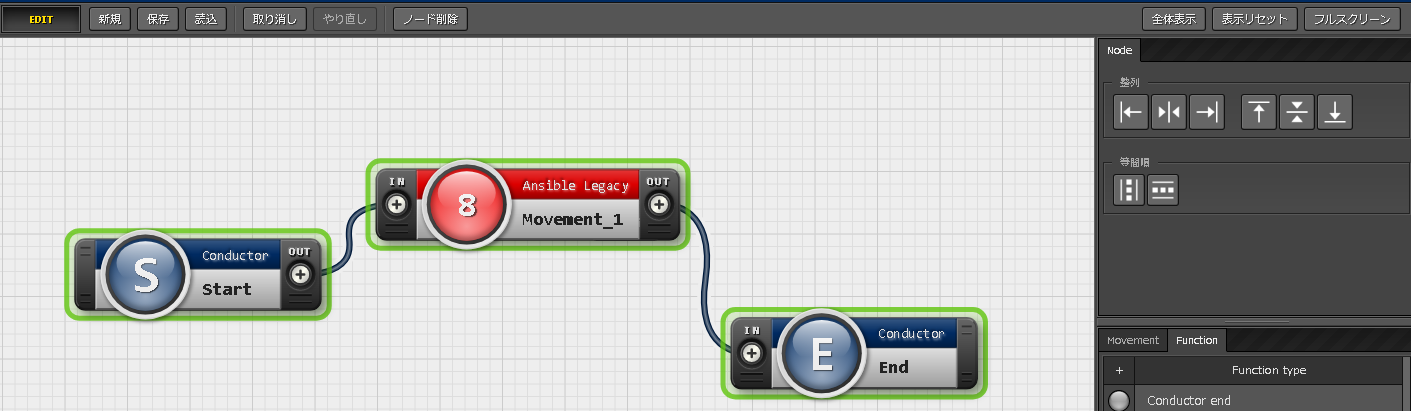 EDIT 新規 保存 読込 取り消し やり直し ノード削除 全体表示 表示リセット フルスクリーン
Node
整列
等間隔
IN 8 Ansible Legacy OUT
Movement_1
S Conductor OUT
Start
IN E Conductor
End
Movement Function
+ Function type
Conductor end